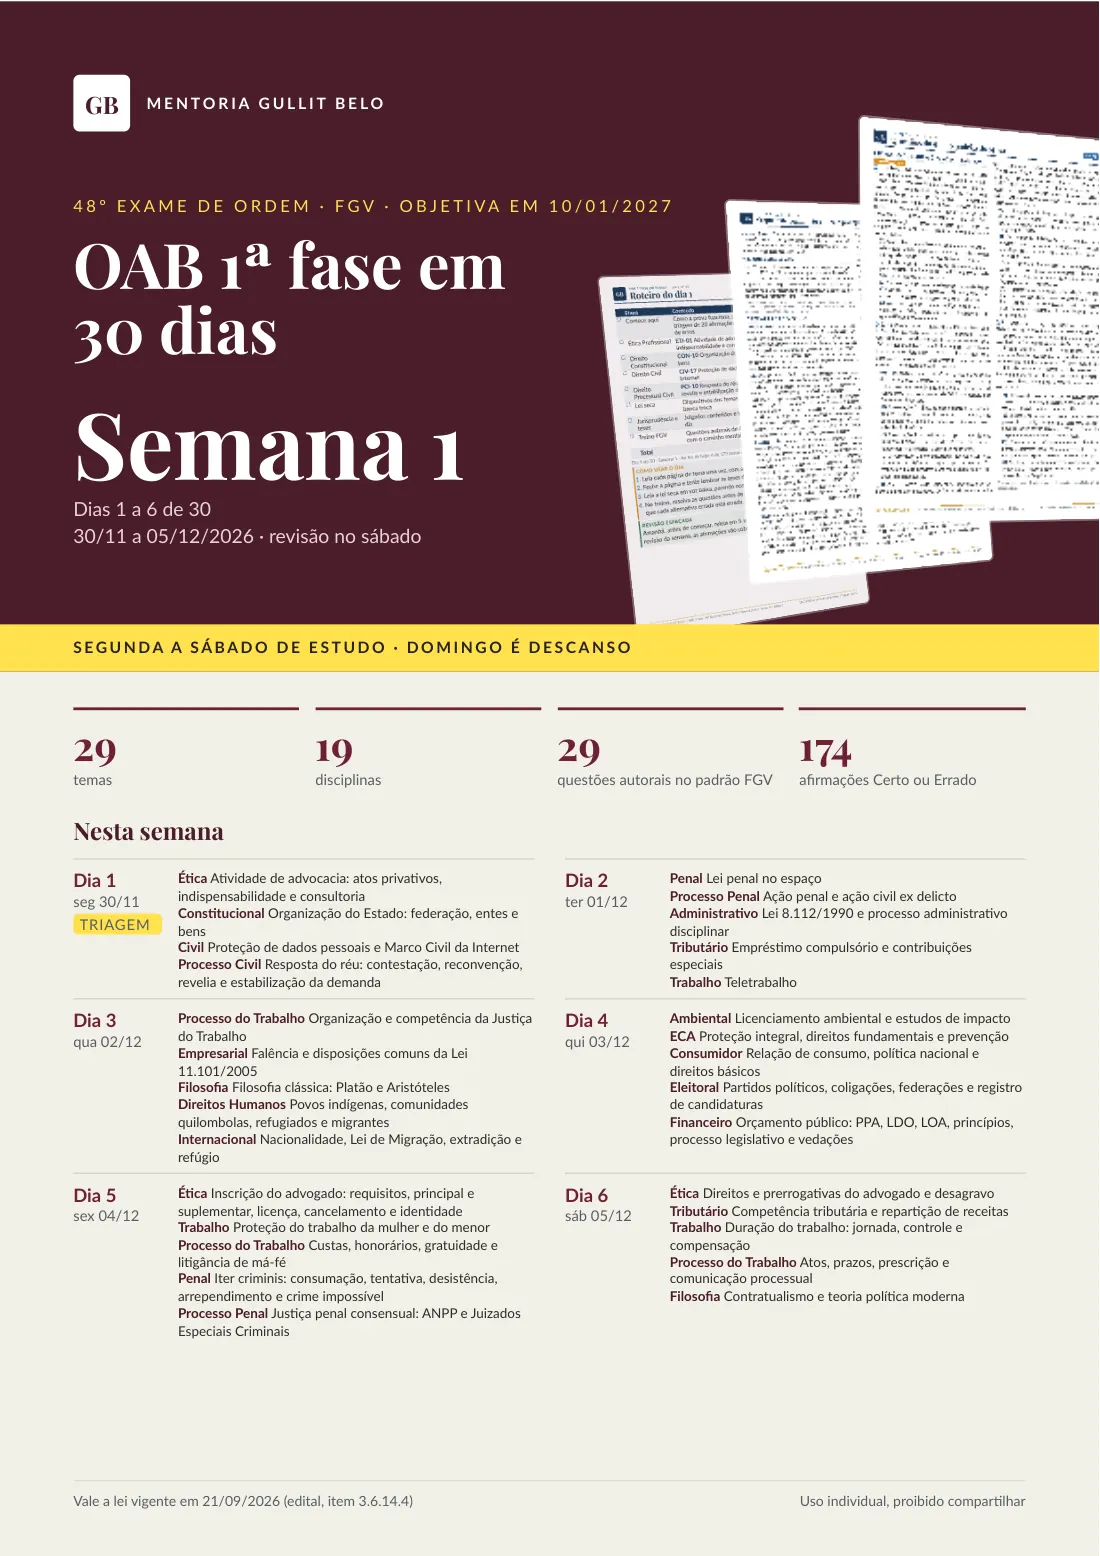 GB MENTORIA GULLIT BELO
48º EXAME DE ORDEM · FGV · OBJETIVA EM 10/01/2027
OAB 1ª fase em
30 dias
Semana 1
Dias 1 a 6 de 30
30/11 a 05/12/2026 · revisão no sábado
GB Roteiro do dia 1
SEGUNDA A SÁBADO DE ESTUDO · DOMINGO É DESCANSO
29
temas
19
disciplinas
29
questões autorais no padrão FGV
174
afirmações Certo ou Errado
Nesta semana
Dia 1
seg 30/11
TRIAGEM
Ética Atividade de advocacia: atos privativos,
indispensabilidade e consultoria
Constitucional Organização do Estado: federação, entes e
bens
Civil Proteção de dados pessoais e Marco Civil da Internet
Processo Civil Resposta do réu: contestação, reconvenção,
revelia e estabilização da demanda
Dia 2
ter 01/12
Penal Lei penal no espaço
Processo Penal Ação penal e ação civil ex delicto
Administrativo Lei 8.112/1990 e processo administrativo
disciplinar
Tributário Empréstimo compulsório e contribuições
especiais
Trabalho Teletrabalho
Dia 3
qua 02/12
Processo do Trabalho Organização e competência da Justiça
do Trabalho
Empresarial Falência e disposições comuns da Lei
11.101/2005
Filosofia Filosofia clássica: Platão e Aristóteles
Direitos Humanos Povos indígenas, comunidades
quilombolas, refugiados e migrantes
Internacional Nacionalidade, Lei de Migração, extradição e
refúgio
Dia 4
qui 03/12
Ambiental Licenciamento ambiental e estudos de impacto
ECA Proteção integral, direitos fundamentais e prevenção
Consumidor Relação de consumo, política nacional e
direitos básicos
Eleitoral Partidos políticos, coligações, federações e registro
de candidaturas
Financeiro Orçamento público: PPA, LDO, LOA, princípios,
processo legislativo e vedações
Dia 5
sex 04/12
Ética Inscrição do advogado: requisitos, principal e
suplementar, licença, cancelamento e identidade
Trabalho Proteção do trabalho da mulher e do menor
Processo do Trabalho Custas, honorários, gratuidade e
litigância de má-fé
Penal Iter criminis: consumação, tentativa, desistência,
arrependimento e crime impossível
Processo Penal Justiça penal consensual: ANPP e Juizados
Especiais Criminais
Dia 6
sáb 05/12
Ética Direitos e prerrogativas do advogado e desagravo
Tributário Competência tributária e repartição de receitas
Trabalho Duração do trabalho: jornada, controle e
compensação
Processo do Trabalho Atos, prazos, prescrição e
comunicação processual
Filosofia Contratualismo e teoria política moderna
Vale a lei vigente em 21/09/2026 (edital, item 3.6.14.4)
Uso individual, proibido compartilhar